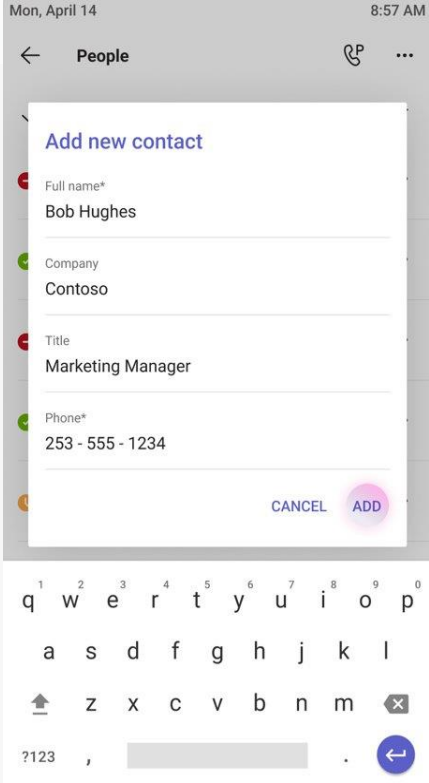 Mon, April 14 8:57 AM
People
Add new contact
Full name*
Bob Hughes
Company
Contoso
Title
Marketing Manager
Phone*
253 - 555 - 1234
CANCEL ADD
1 2 3 4 5 6 7 8 9 0
q w e r t y u i o p
a s d f g h j k l
z x c v b n m
?123 , .